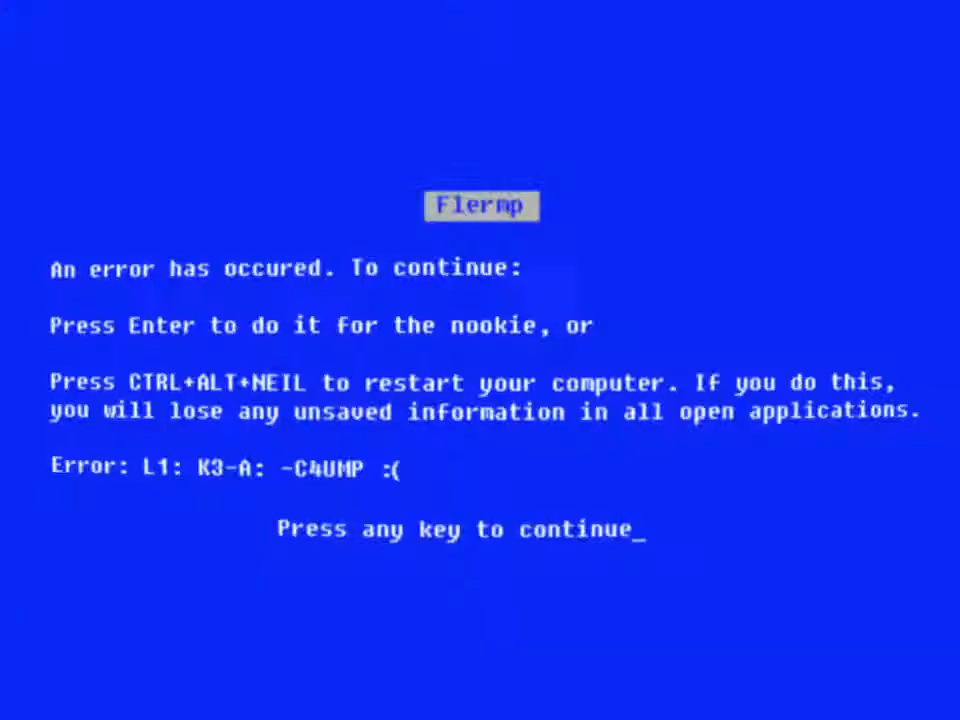 Flermp
An error has occured. To continue:
Press Enter to do it for the nookie, or
Press CTRL+ALT+NEIL to restart your computer. If you do this,
you will lose any unsaved information in all open applications.
Error: L1: K3-A: ~C4UMP :(
Press any key to continue_